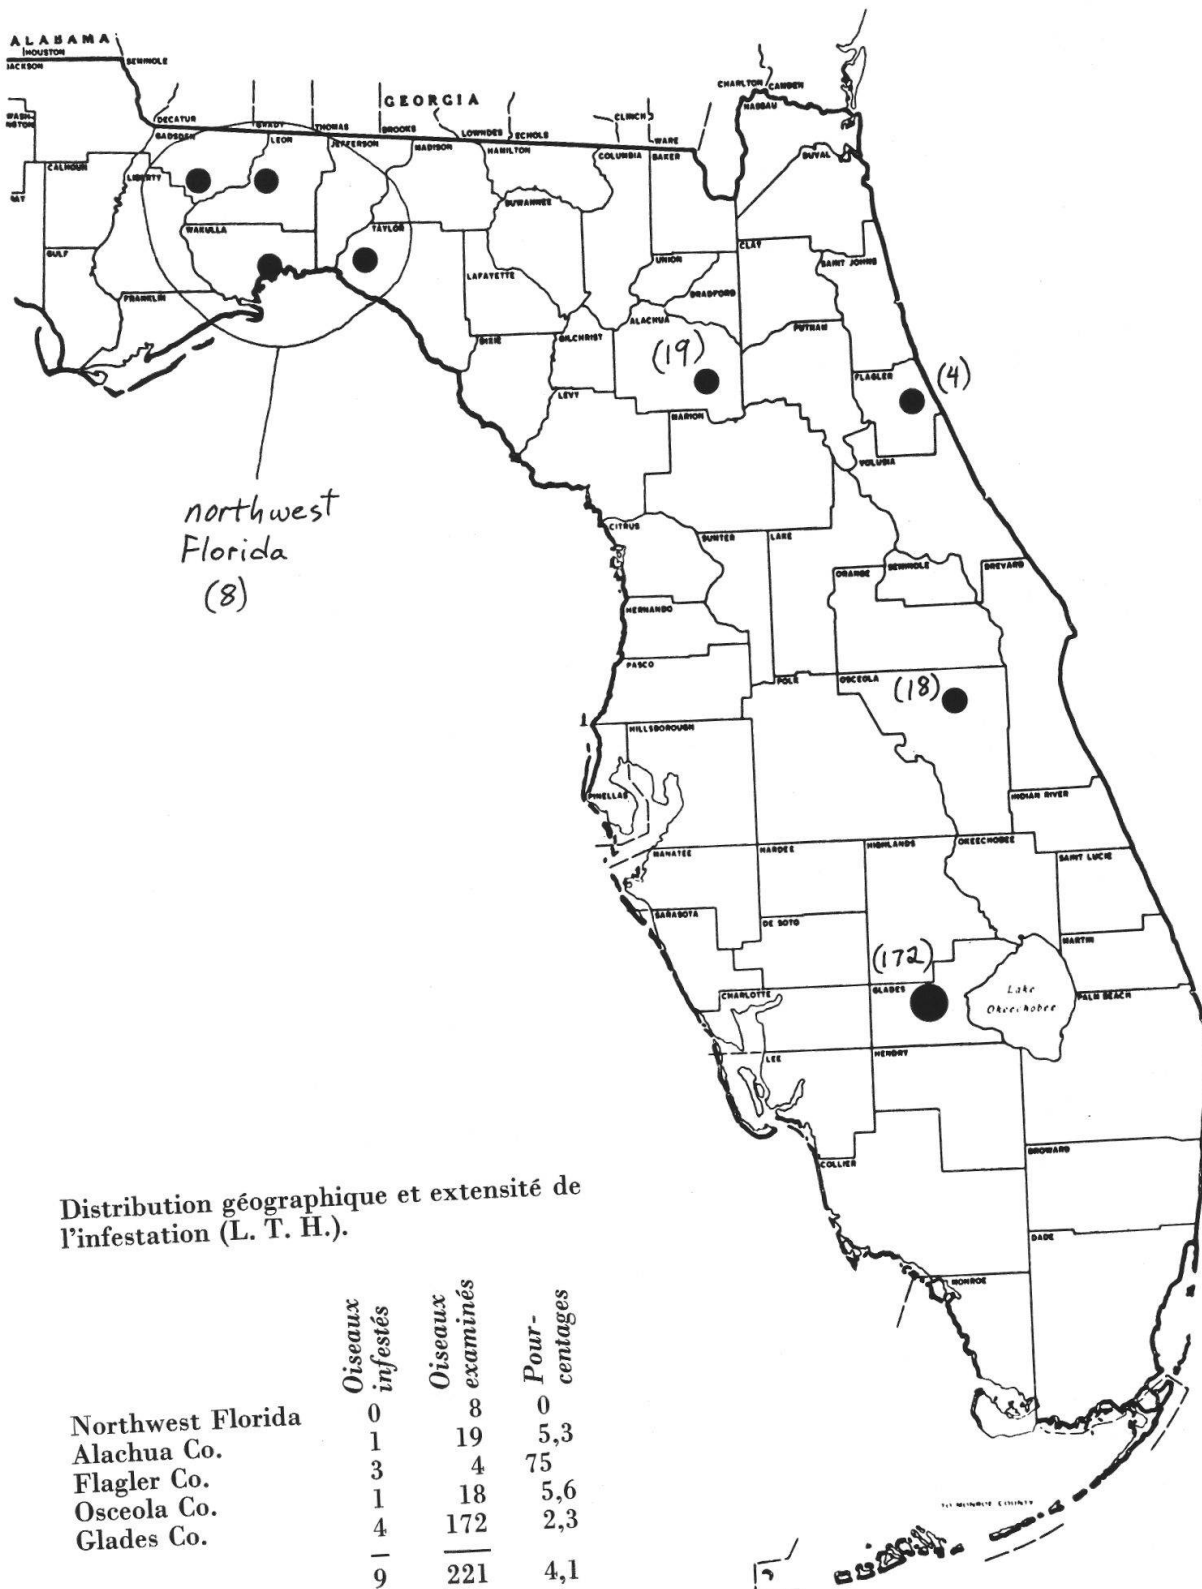 ALABAMA
HOUSTON
JACKSON
SEMINOLE
DECATUR
GRADY
THOMAS
GEORGIA
BROOKS
LOWNDES
ECHOLS
CLINCH
WARE
CHARLTON
CAMDEN
NASSAU
GADSDEN
LEON
JEFFERSON
MADISON
HAMILTON
COLUMBIA
BAKER
DUVAL
CALHOUN
LIBERTY
SUWANNEE
WAKULLA
TAYLOR
CLAY
GULF
LAFAYETTE
UNION
SAINT JOHNS
FRANKLIN
BRADFORD
ALACHUA
PUTNAM
DIXIE
GILCHRIST
(19)
FLAGLER
(4)
LEVY
MARION
VOLUSIA
northwest
Florida
(8)
CITRUS
SUMTER
LAKE
ORANGE
SEMINOLE
BREVARD
HERNANDO
PASCO
POLK
OSCEOLA
(18)
HILLSBOROUGH
PINELLAS
INDIAN RIVER
MANATEE
HARDEE
HIGHLANDS
OKEECHOBEE
SAINT LUCIE
SARASOTA
DE SOTO
MARTIN
(172)
CHARLOTTE
GLADES
Lake
Okeechobee
PALM BEACH
LEE
HENDRY
COLLIER
BROWARD
DADE
MONROE
TO MONROE COUNTY
Distribution géographique et extensité de
l'infestation (L. T. H.).
Oiseaux
infestés
Oiseaux
examinés
Pour-
centages
Northwest Florida 0 8 0
Alachua Co. 1 19 5,3
Flagler Co. 3 4 75
Osceola Co. 1 18 5,6
Glades Co. 4 172 2,3
9 221 4,1